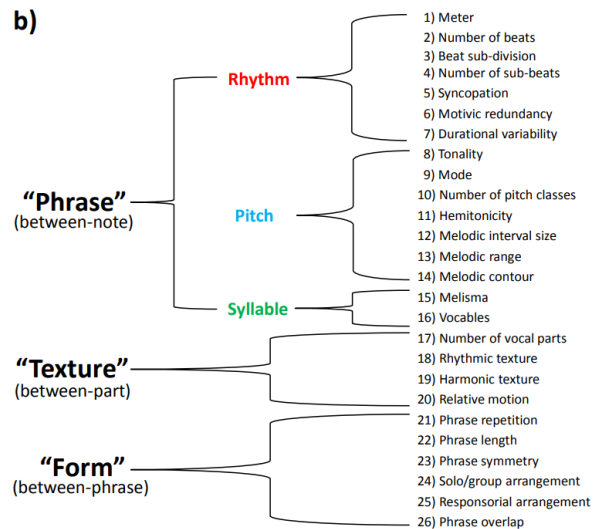 b)
"Phrase"
(between-note)
Rhythm
1) Meter
2) Number of beats
3) Beat sub-division
4) Number of sub-beats
5) Syncopation
6) Motivic redundancy
7) Durational variability
Pitch
8) Tonality
9) Mode
10) Number of pitch classes
11) Hemitonicity
12) Melodic interval size
13) Melodic range
14) Melodic contour
Syllable
15) Melisma
16) Vocables
"Texture"
(between-part)
17) Number of vocal parts
18) Rhythmic texture
19) Harmonic texture
20) Relative motion
"Form"
(between-phrase)
21) Phrase repetition
22) Phrase length
23) Phrase symmetry
24) Solo/group arrangement
25) Responsorial arrangement
26) Phrase overlap